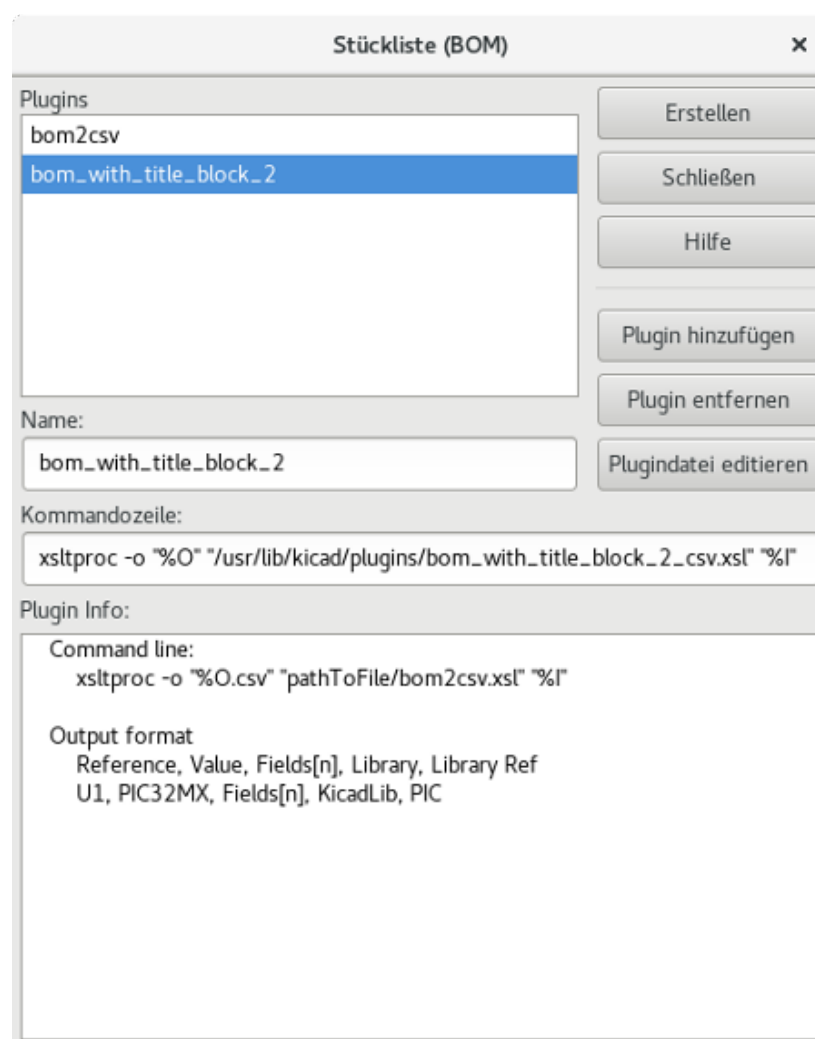 Stückliste (BOM)
Plugins
bom2csv
bom_with_title_block_2
Erstellen
Schließen
Hilfe
Plugin hinzufügen
Plugin entfernen
Plugindatei editieren
Name:
bom_with_title_block_2
Kommandozeile:
xsltproc -o "%O" "/usr/lib/kicad/plugins/bom_with_title_block_2_csv.xsl" "%I"
Plugin Info:
Command line:
xsltproc -o "%O.csv" "pathToFile/bom2csv.xsl" "%I"
Output format
Reference, Value, Fields[n], Library, Library Ref
U1, PIC32MX, Fields[n], KicadLib, PIC